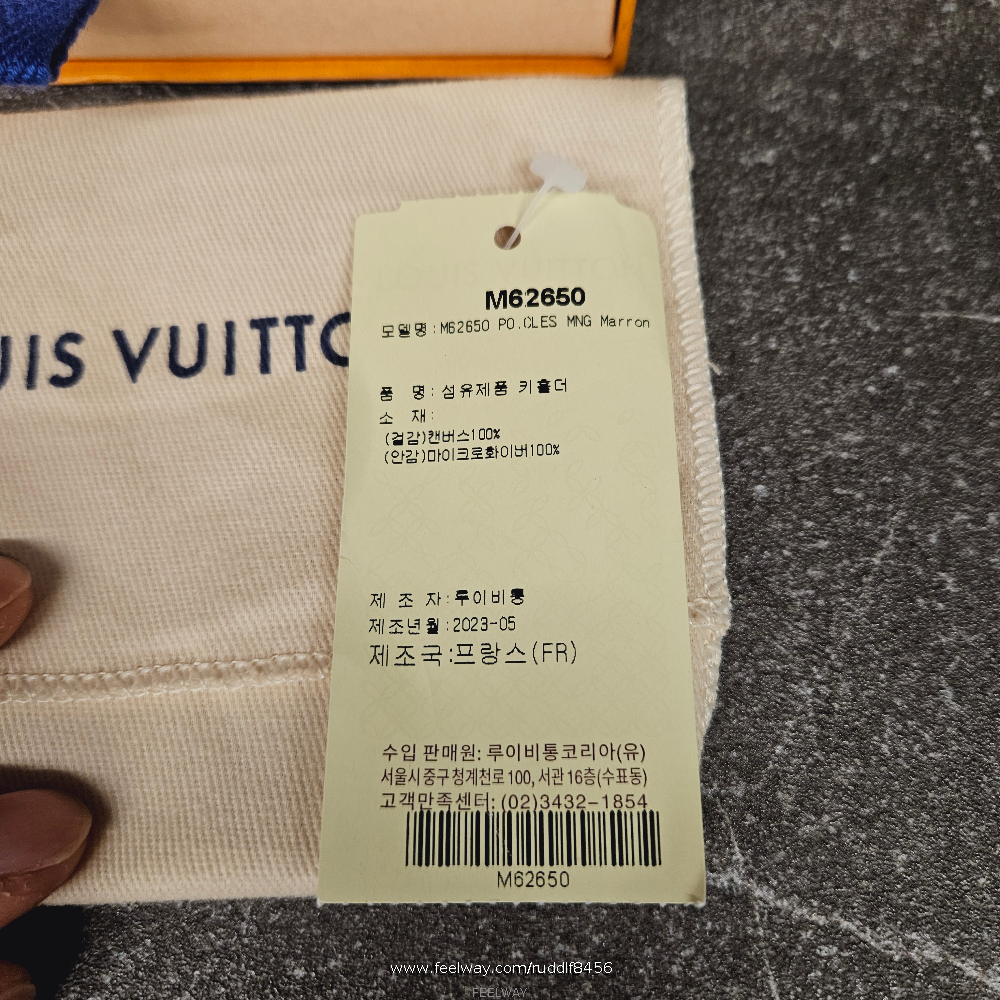 UIS VUITTO
M62650
모델명:M62650 PO.CLES MNG Marron
품 명: 섬유제품 키홀더
소 재:
(겉감)캔버스100%
(안감)마이크로화이버100%
제 조 자:루이비통
제조년월:2023-05
제조국:프랑스(FR)
수입 판매원: 루이비통코리아(유)
서울시 중구 청계천로 100, 서관 16층(수표동)
고객만족센터: (02)3432-1854
M62650
www.feelway.com/ruddlf8456
FEELWAY